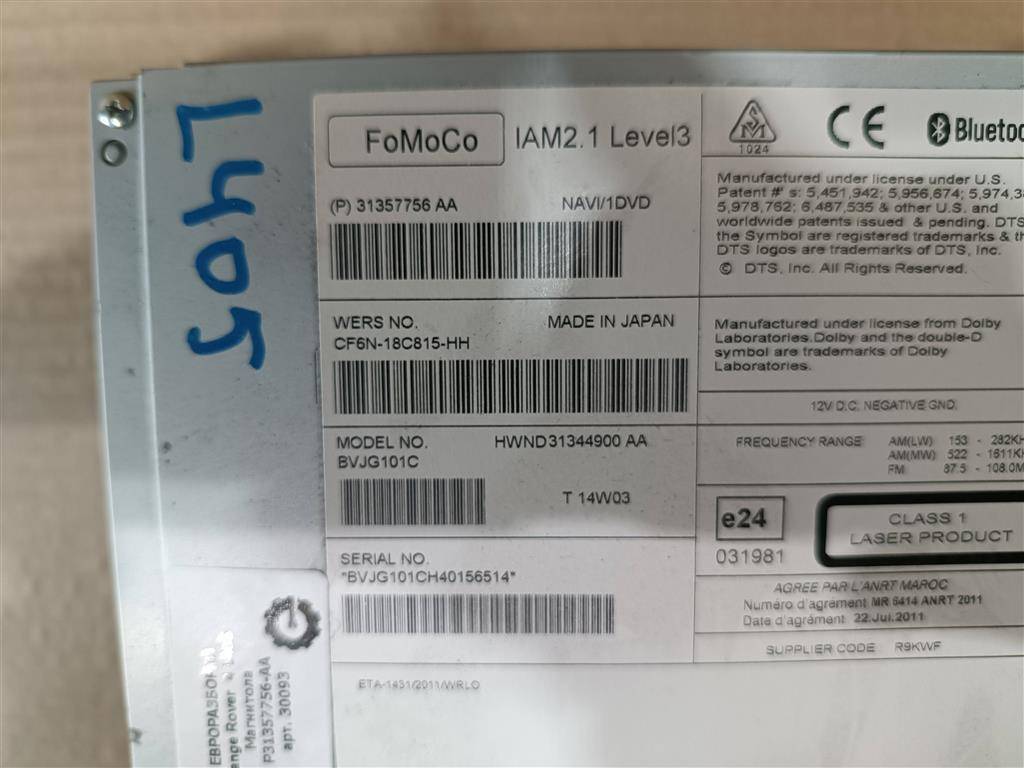 L405
FoMoCo
IAM2.1 Level3
(P) 31357756 AA
NAVI/1DVD
WERS NO.
MADE IN JAPAN
CF6N-18C815-HH
MODEL NO.
HWND31344900 AA
BVJG101C
T 14W03
SERIAL NO.
*BVJG101CH40156514*
ETA-1431/2011/WRLO
1024
CE
Manufactured under license under U.S.
Patent #' s: 5,451,942; 5,956,674;
5,978,762; 6,487,535 & other U.S. and
worldwide patents issued & pending. DTS
the Symbol are registered trademarks &
DTS logos are trademarks of DTS, Inc.
© DTS, Inc. All Rights Reserved.
Manufactured under license from Dolby
Laboratories.Dolby and the double-D
symbol are trademarks of Dolby
Laboratories.
12V D.C. NEGATIVE GND.
FREQUENCY RANGE
AM(LW) 153 - 282KH
AM(MW) 522 - 1611KH
FM 87.5 - 108.0M
e24
031981
CLASS 1
LASER PRODUCT
AGREE PAR L'ANRT MAROC
Numéro d'agrément MR 6414 ANRT 2011
Date d'agrément 22.Jul.2011
SUPPLIER CODE R9KWF
Rover
Магнитола
P31357756-AA
арт. 30093